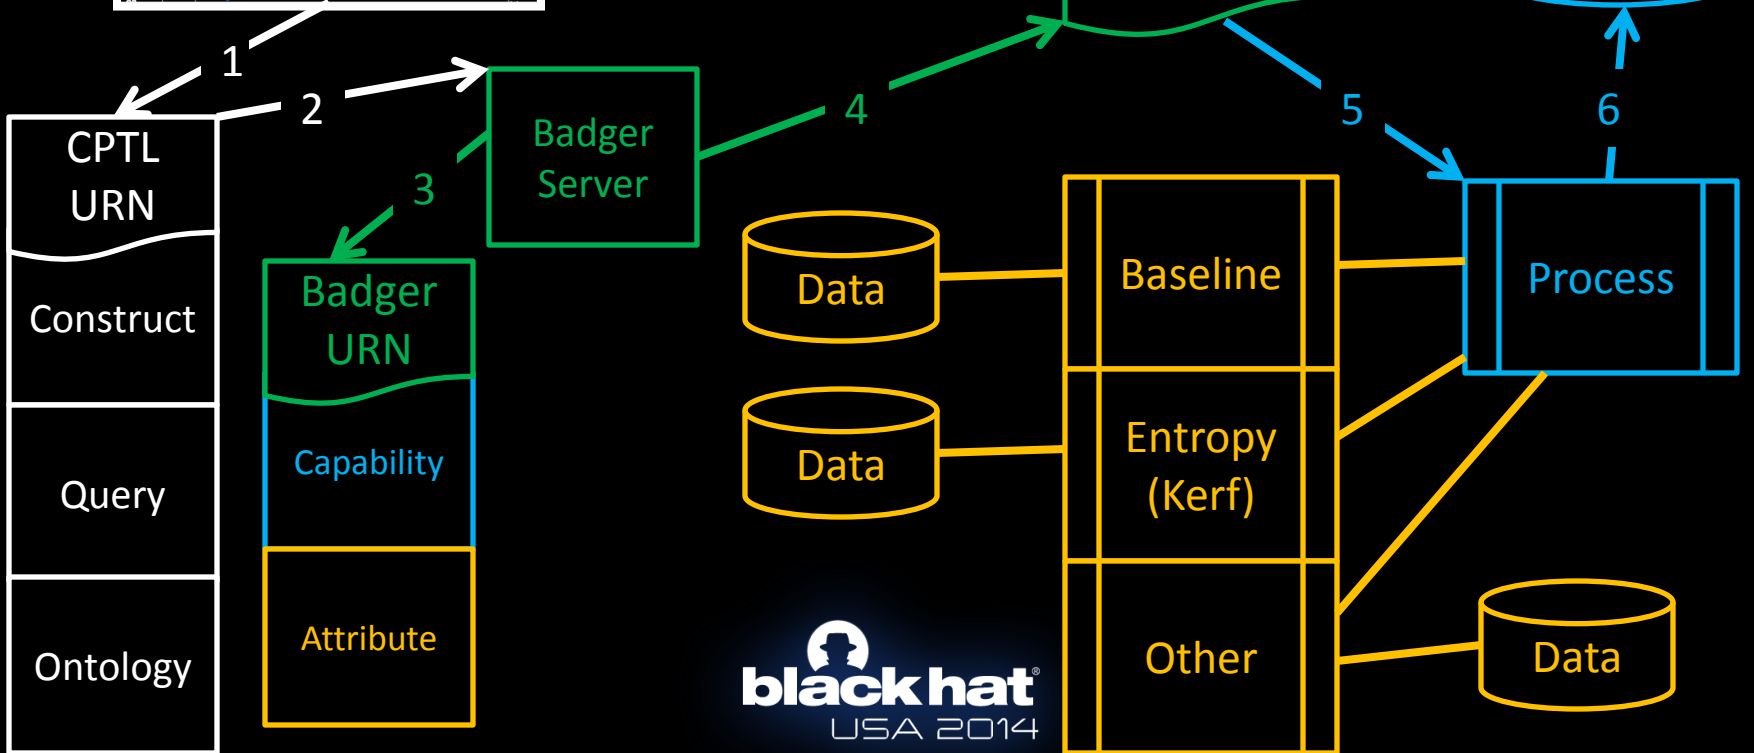 1
2
3
4
5
6
CPTL
URN
Construct
Query
Ontology
Badger
Server
Badger
URN
Capability
Attribute
Data
Data
Baseline
Entropy
(Kerf)
Other
Process
Data
black hat®
USA 2014